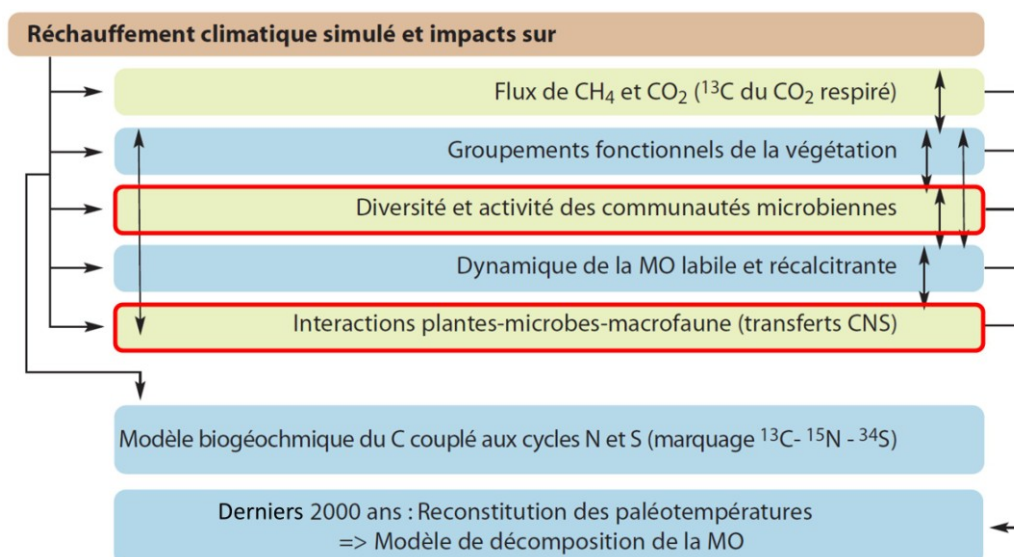 Réchauffement climatique simulé et impacts sur
Flux de CH₄ et CO₂ (¹³C du CO₂ respiré)
Groupements fonctionnels de la végétation
Diversité et activité des communautés microbiennes
Dynamique de la MO labile et récalcitrante
Interactions plantes-microbes-macrofaune (transferts CNS)
Modèle biogéochmique du C couplé aux cycles N et S (marquage ¹³C- ¹⁵N - ³⁴S)
Derniers 2000 ans : Reconstitution des paléotempératures
=> Modèle de décomposition de la MO